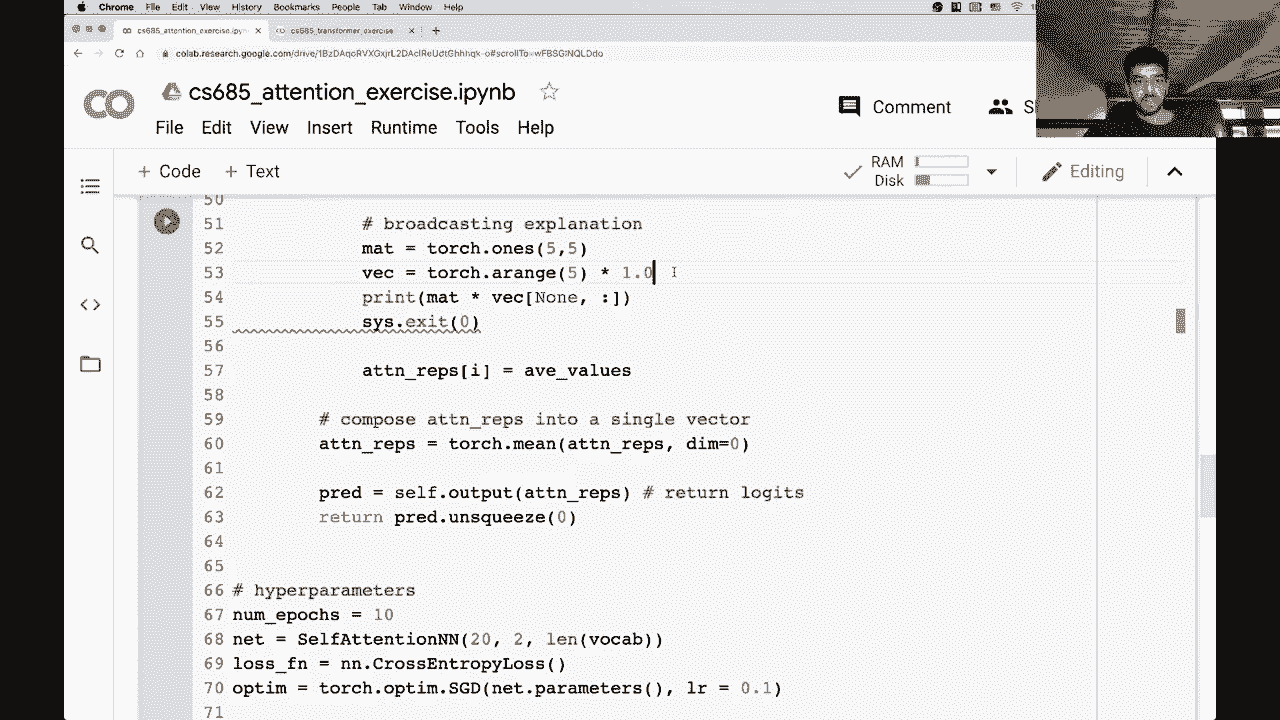 Chrome File Edit View History Bookmarks People Tab Window Help
cs685_attention_exercise.ipyn × cs685_transformer_exercise × +
colab.research.google.com/drive/
CO cs685_attention_exercise.ipynb
Comment
File Edit View Insert Runtime Tools Help
+ Code + Text
RAM
Disk
Editing
50
51 # broadcasting explanation
52 mat = torch.ones(5,5)
53 vec = torch.arange(5) * 1.0
54 print(mat * vec[None, :])
55 sys.exit(0)
56
57 attn_reps[i] = ave_values
58
59 # compose attn_reps into a single vector
60 attn_reps = torch.mean(attn_reps, dim=0)
61
62 pred = self.output(attn_reps) # return logits
63 return pred.unsqueeze(0)
64
65
66 # hyperparameters
67 num_epochs = 10
68 net = SelfAttentionNN(20, 2, len(vocab))
69 loss_fn = nn.CrossEntropyLoss()
70 optim = torch.optim.SGD(net.parameters(), lr = 0.1)
71